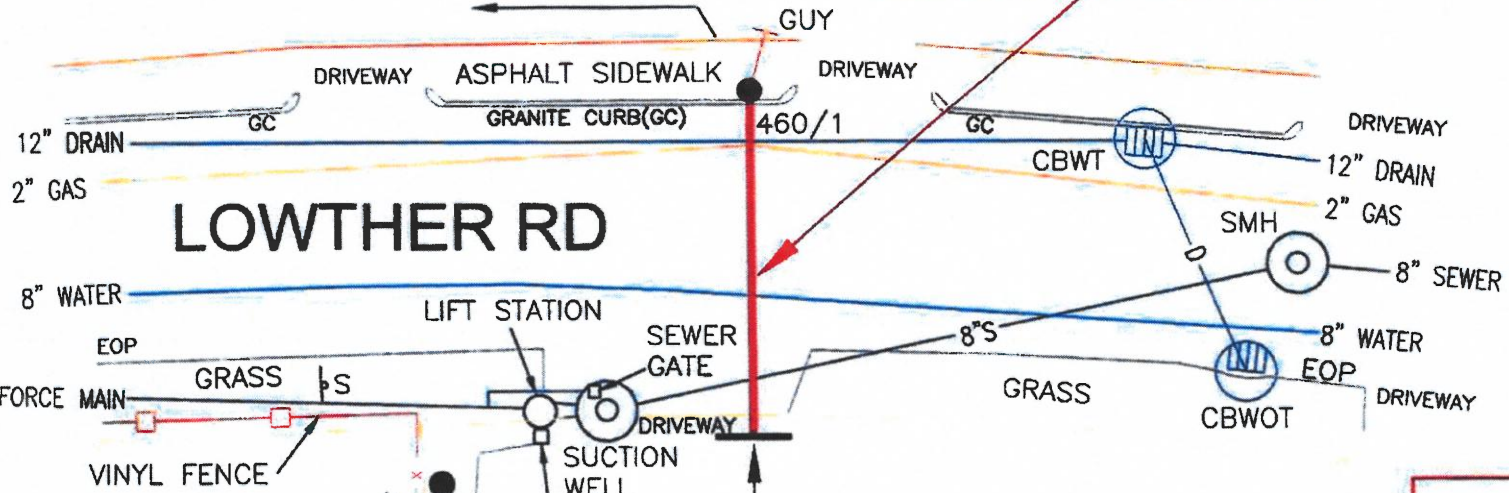 GUY
DRIVEWAY
ASPHALT SIDEWALK
DRIVEWAY
GC
GRANITE CURB(GC)
460/1
GC
DRIVEWAY
12" DRAIN
CBWT
12" DRAIN
2" GAS
2" GAS
LOWTHER RD
SMH
D
8" SEWER
8" WATER
LIFT STATION
8"S
8" WATER
SEWER
GATE
EOP
GRASS
S
EOP
GRASS
FORCE MAIN
DRIVEWAY
CBWOT
DRIVEWAY
VINYL FENCE
SUCTION
WELL